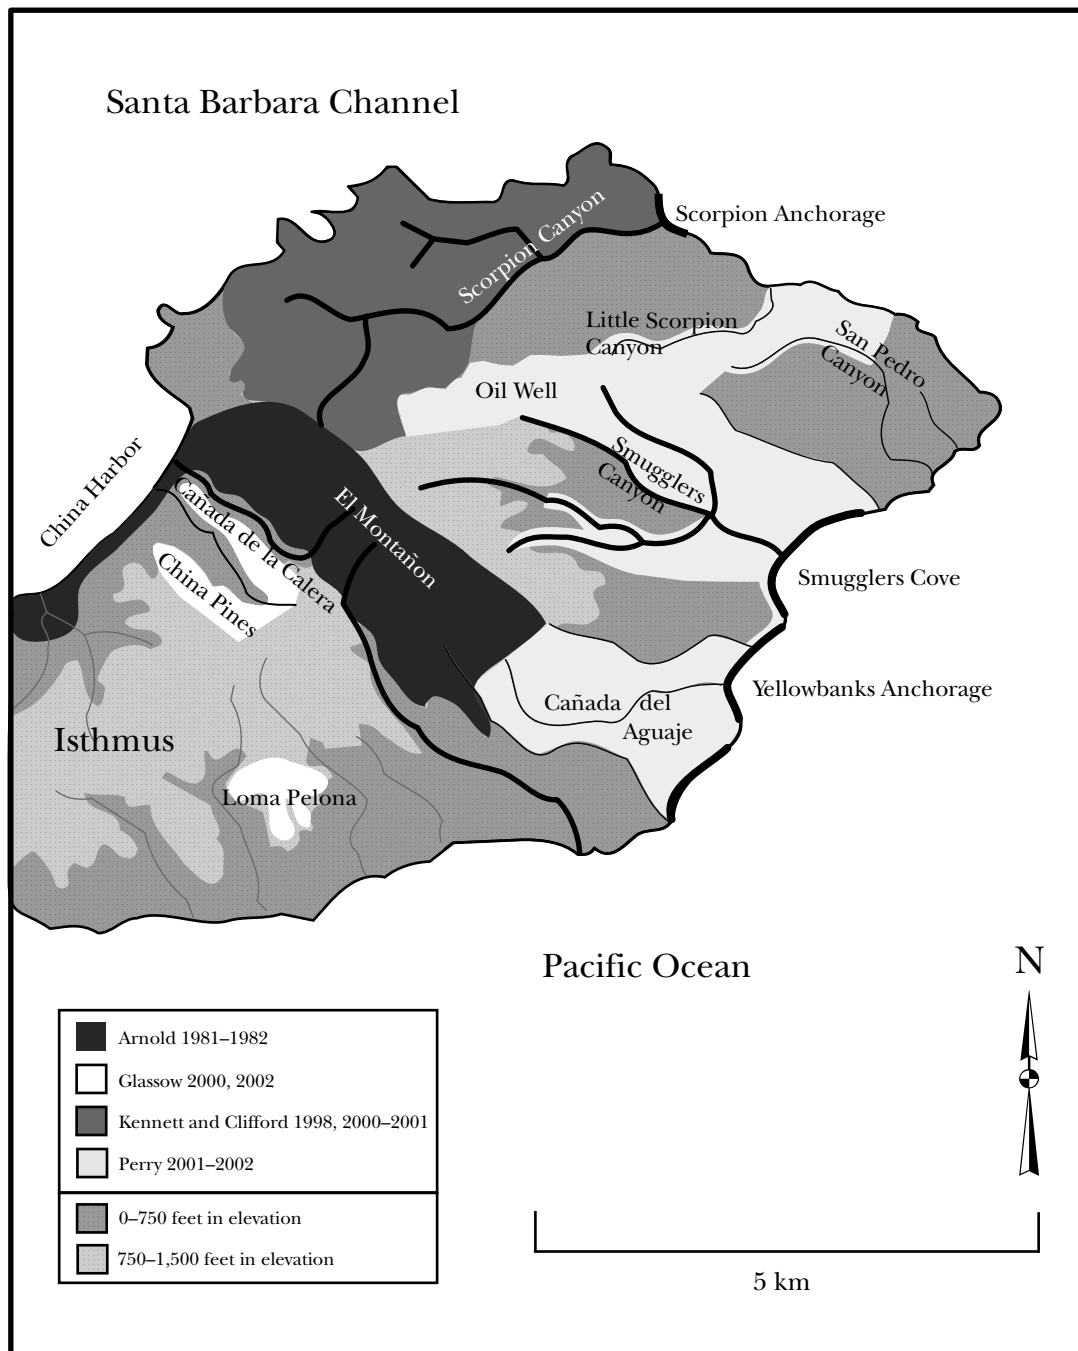 Santa Barbara Channel
Scorpion Canyon
Scorpion Anchorage
Little Scorpion
Canyon
San Pedro
Canyon
Oil Well
Smugglers
Canyon
China Harbor
Cañada de la Calera
El Montañon
China Pines
Smugglers Cove
Yellowbanks Anchorage
Cañada del
Aguaje
Isthmus
Loma Pelona
Pacific Ocean
N
Arnold 1981–1982
Glassow 2000, 2002
Kennett and Clifford 1998, 2000–2001
Perry 2001–2002
0–750 feet in elevation
750–1,500 feet in elevation
5 km